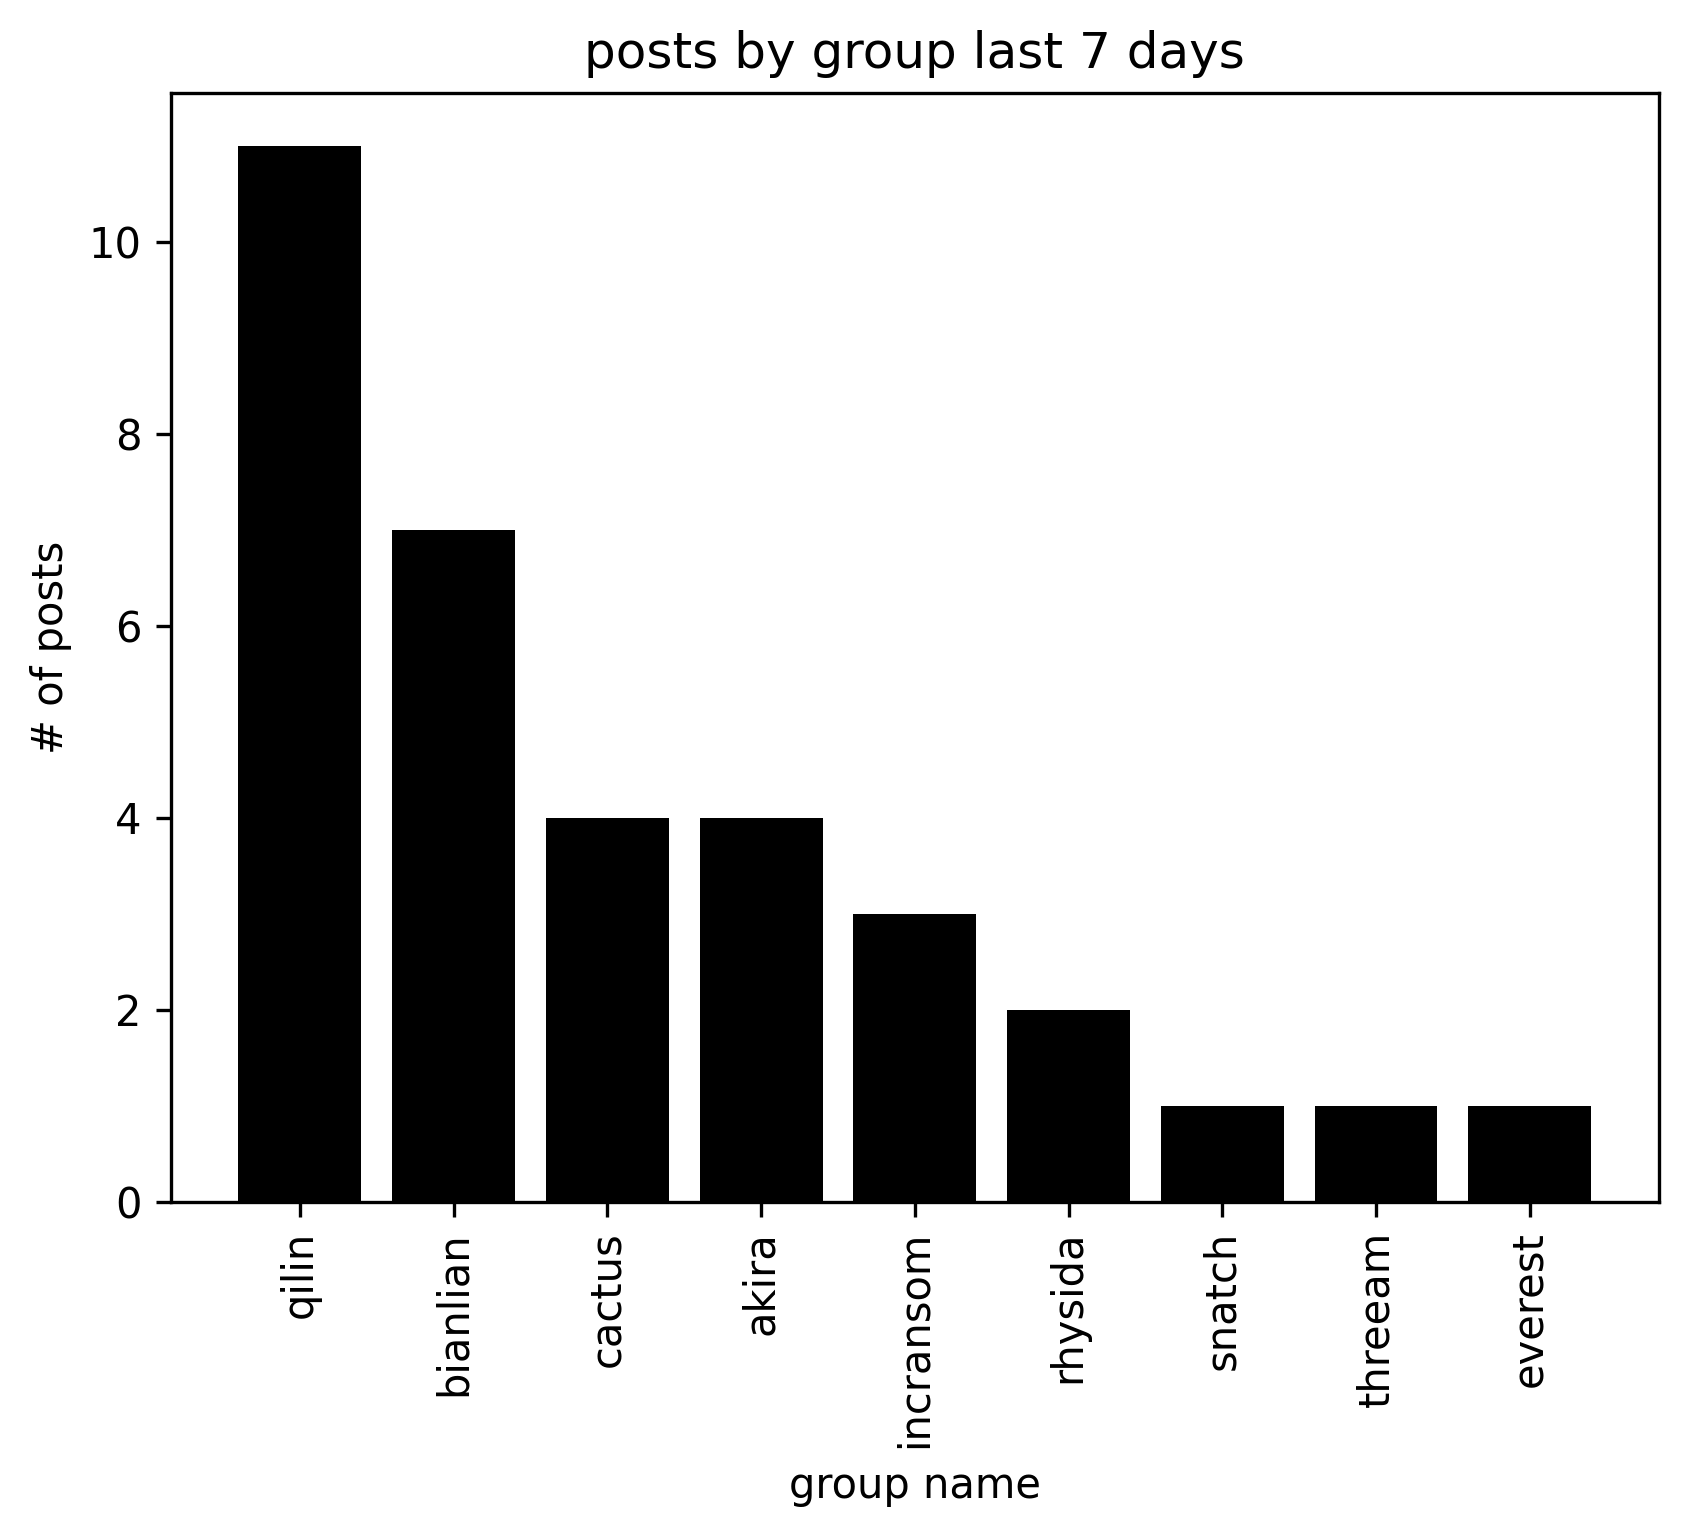 posts by group last 7 days
# of posts
10
8
6
4
2
0
qilin
bianlian
cactus
akira
incransom
rhysida
snatch
threeam
everest
group name